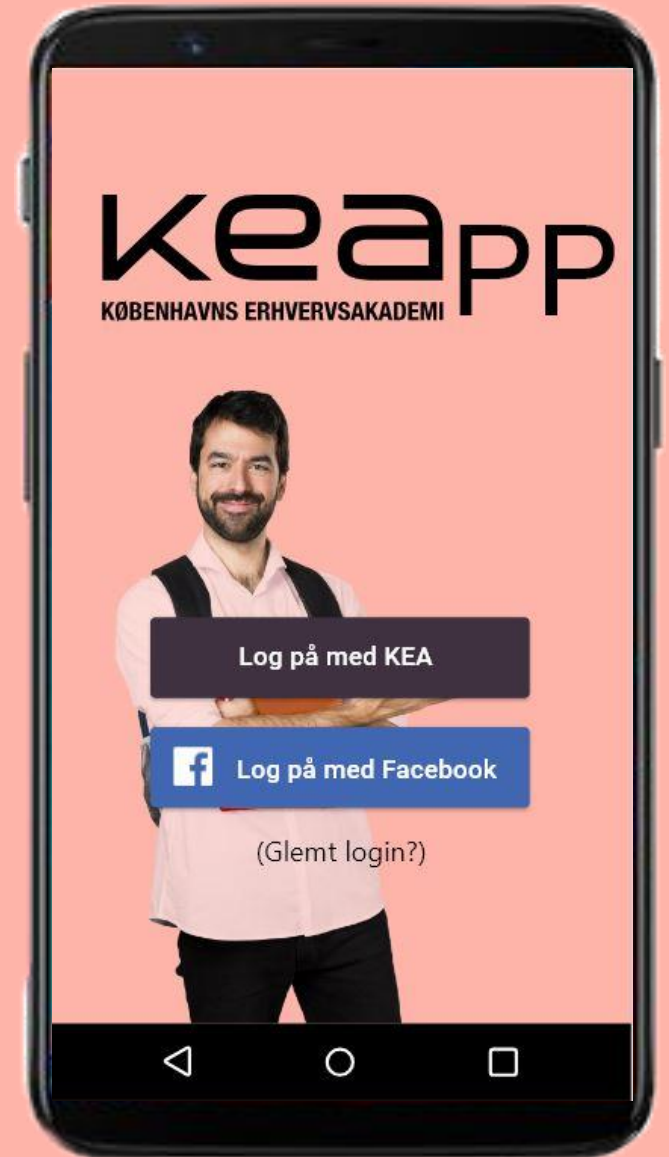 keapp
KØBENHAVNS ERHVERVSAKADEMI
Log på med KEA
f Log på med Facebook
(Glemt login?)